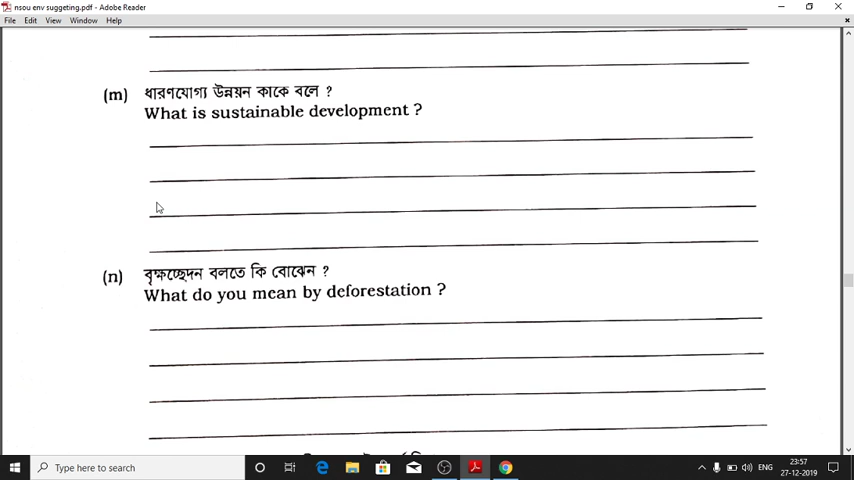 nsou env suggeting.pdf - Adobe Reader
File Edit View Window Help
(m) ধারণযোগ্য উন্নয়ন কাকে বলে ?
What is sustainable development ?
(n) বৃক্ষচ্ছেদন বলতে কি বোঝেন ?
What do you mean by deforestation ?
Type here to search
ENG
23:57
27-12-2019